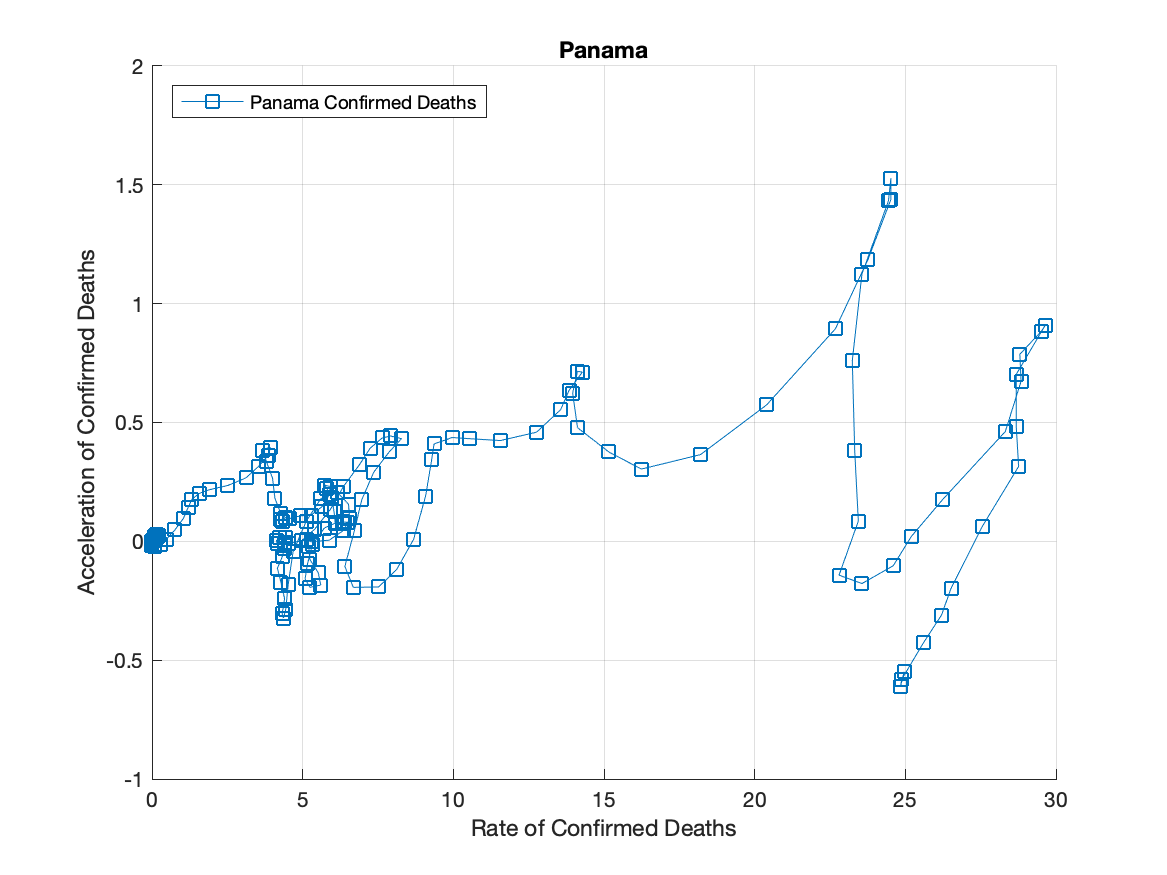 Panama
2
Panama Confirmed Deaths
1.5
1
0.5
0
-0.5
-1
Acceleration of Confirmed Deaths
0 5 10 15 20 25 30
Rate of Confirmed Deaths